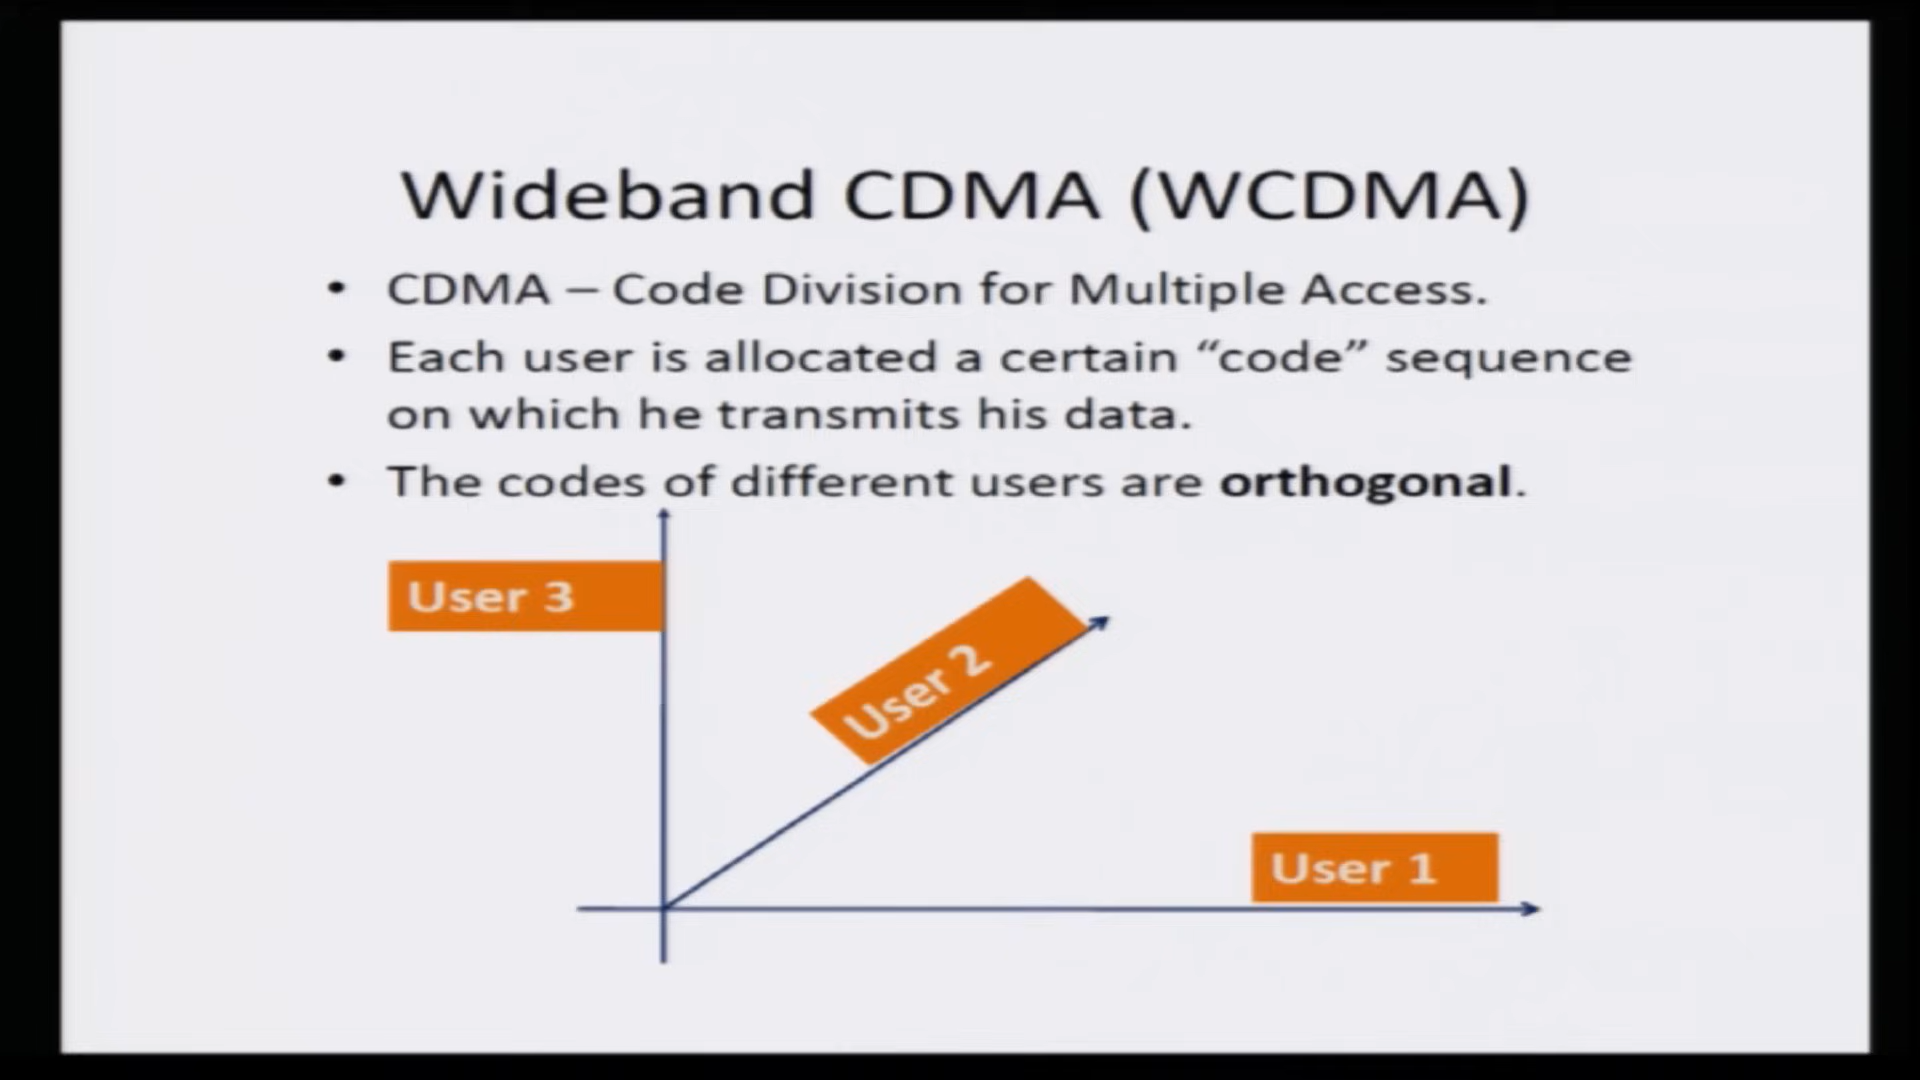 Wideband CDMA (WCDMA)
• CDMA – Code Division for Multiple Access.
• Each user is allocated a certain “code” sequence
on which he transmits his data.
• The codes of different users are orthogonal.
User 3
User 2
User 1